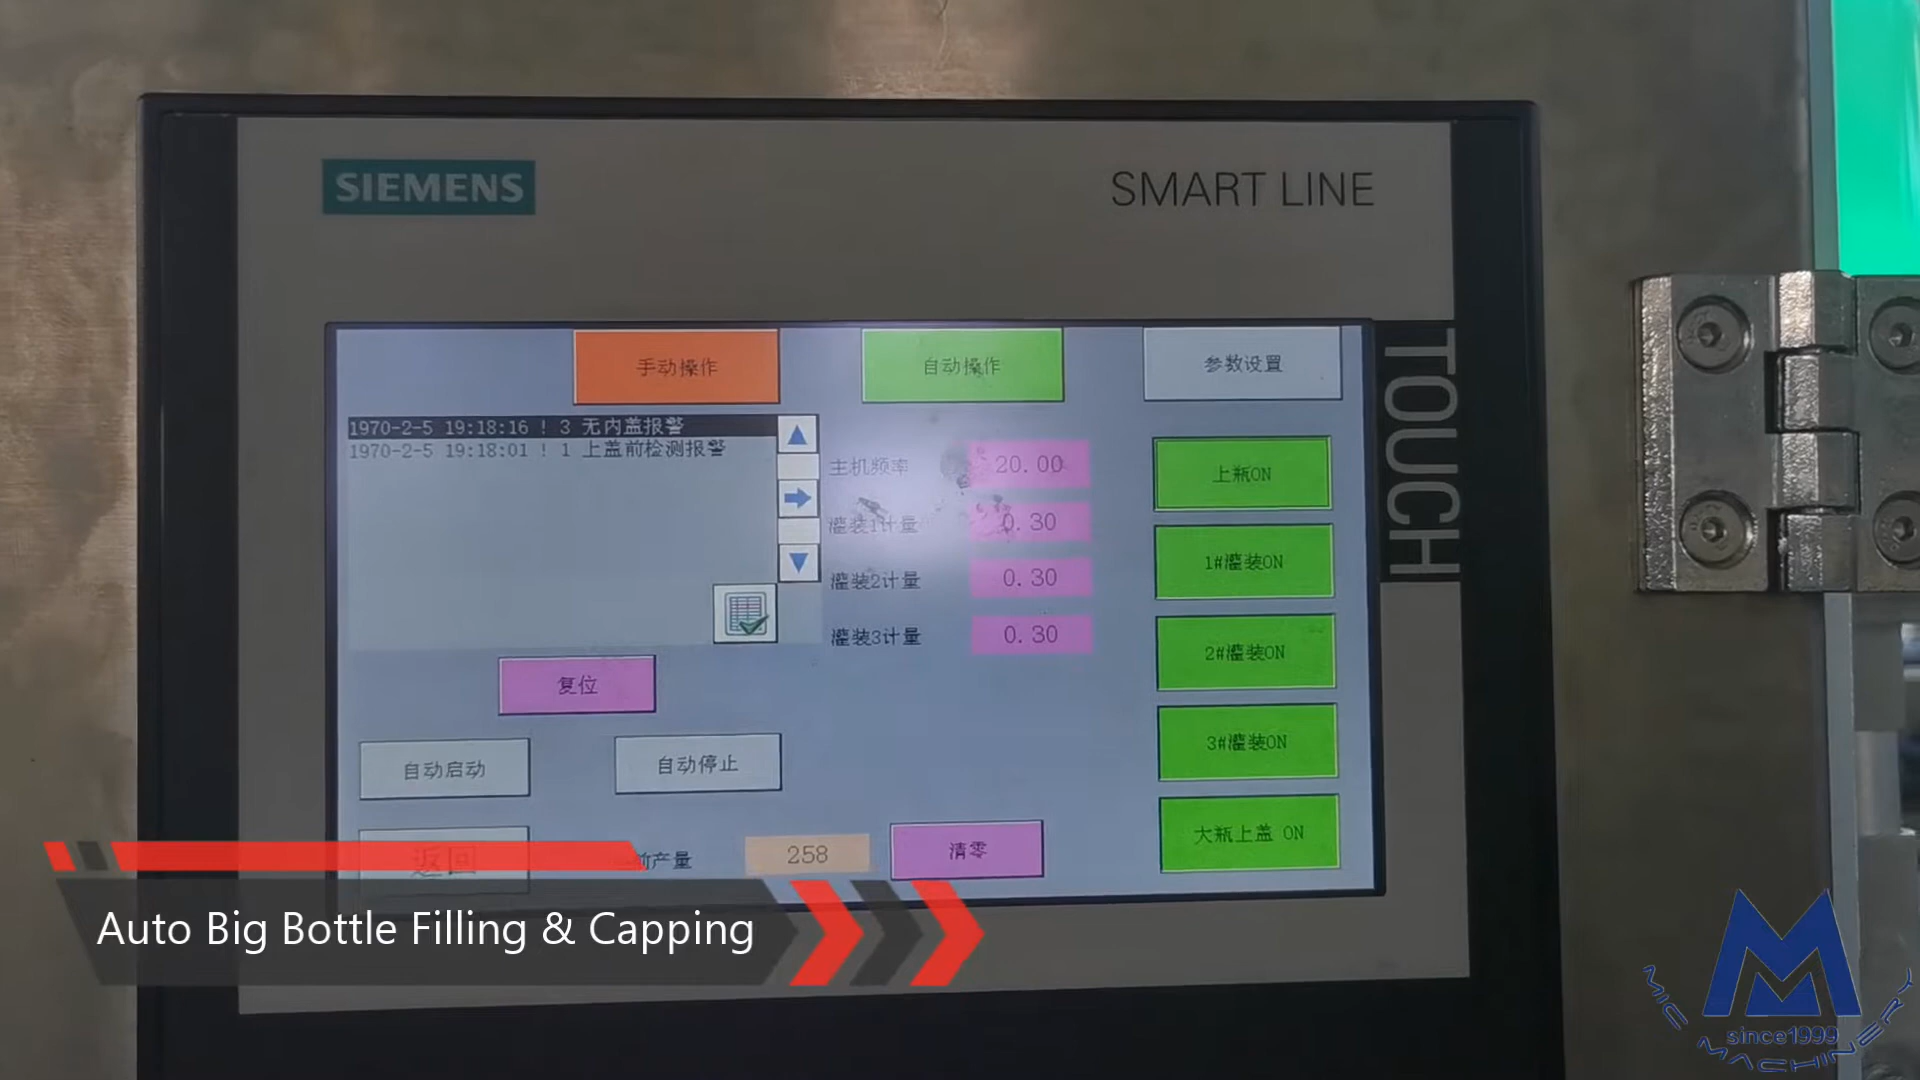 SIEMENS
SMART LINE
TOUCH
手动操作
自动操作
参数设置
1970-2-5 19:18:16 ! 3 无内盖报警
1970-2-5 19:18:01 ! 1 上盖前检测报警
主机频率 20.00
灌装1计量 0.30
灌装2计量 0.30
灌装3计量 0.30
上瓶ON
1#灌装ON
2#灌装ON
3#灌装ON
大瓶上盖 ON
复位
自动启动
自动停止
返回
前产量 258
清零
Auto Big Bottle Filling & Capping
M
since1999
MIC MACHINERY